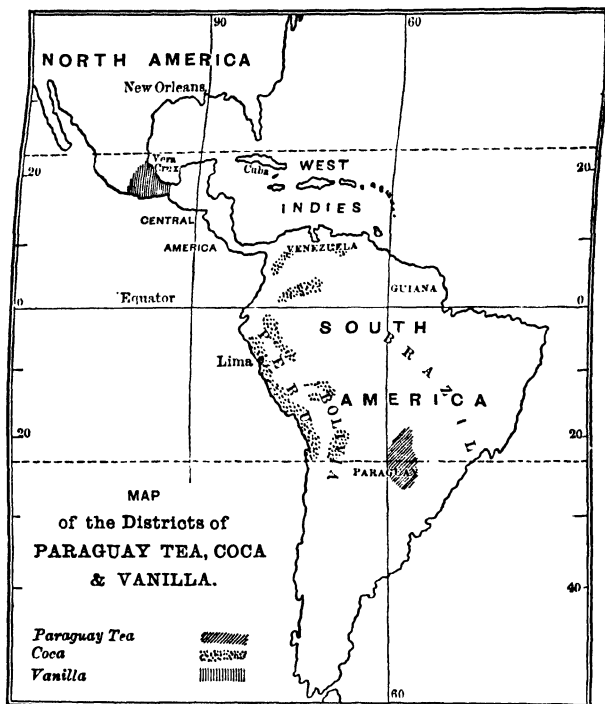 90
60
NORTH AMERICA
New Orleans
20
Vera
Cruz
Cuba
WEST
20
INDIES
CENTRAL
AMERICA
VENEZUELA
GUIANA
0
Equator
0
SOUTH
BRAZIL
PERU
Lima
BOLIVIA
AMERICA
20
20
PARAGUAY
MAP
of the Districts of
PARAGUAY TEA, COCA
& VANILLA.
40
Paraguay Tea
Coca
Vanilla
60